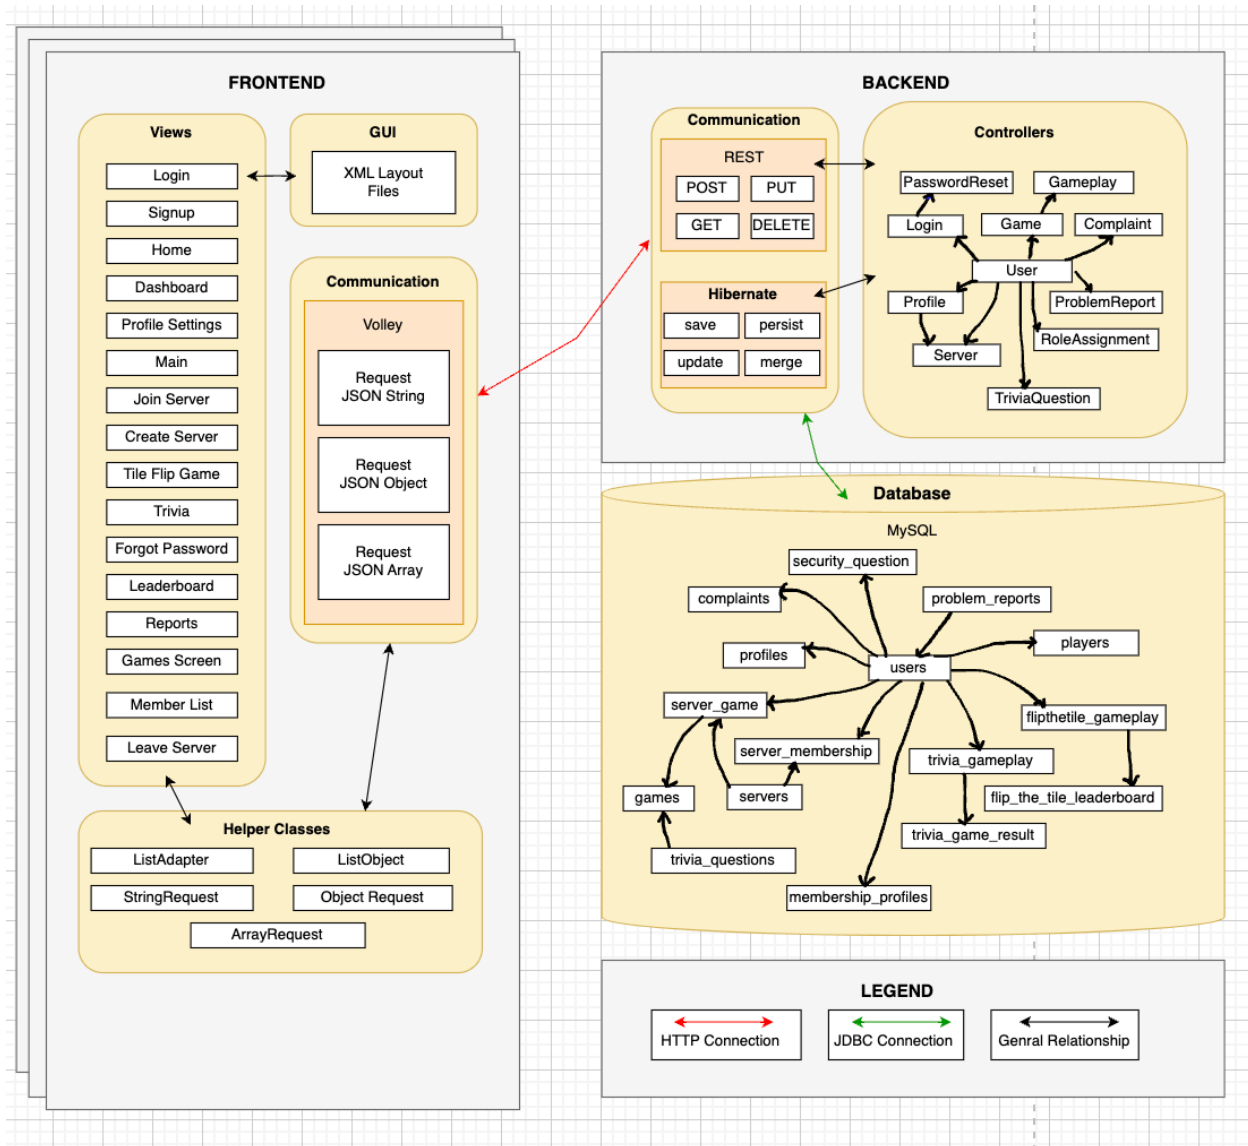 FRONTEND
Views
Login
Signup
Home
Dashboard
Profile Settings
Main
Join Server
Create Server
Tile Flip Game
Trivia
Forgot Password
Leaderboard
Reports
Games Screen
Member List
Leave Server
GUI
XML Layout
Files
Communication
Volley
Request
JSON String
Request
JSON Object
Request
JSON Array
Helper Classes
ListAdapter
ListObject
StringRequest
Object Request
ArrayRequest
BACKEND
Communication
REST
POST
PUT
GET
DELETE
Hibernate
save
persist
update
merge
Controllers
PasswordReset
Gameplay
Login
Game
Complaint
User
Profile
ProblemReport
RoleAssignment
Server
TriviaQuestion
Database
MySQL
security_question
complaints
problem_reports
profiles
players
users
server_game
flipthetile_gameplay
server_membership
trivia_gameplay
games
servers
flip_the_tile_leaderboard
trivia_game_result
trivia_questions
membership_profiles
LEGEND
HTTP Connection
JDBC Connection
Genral Relationship